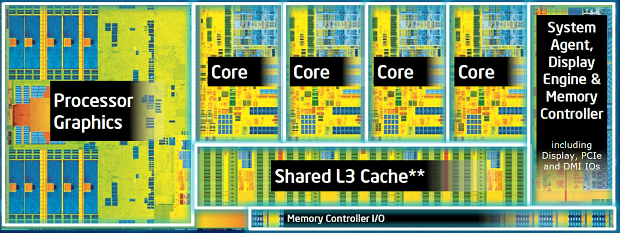 Processor
Graphics
Core
Core
Core
Core
System
Agent,
Display
Engine &
Memory
Controller
including
Display, PCIe
and DMI IOs
Shared L3 Cache**
Memory Controller I/O